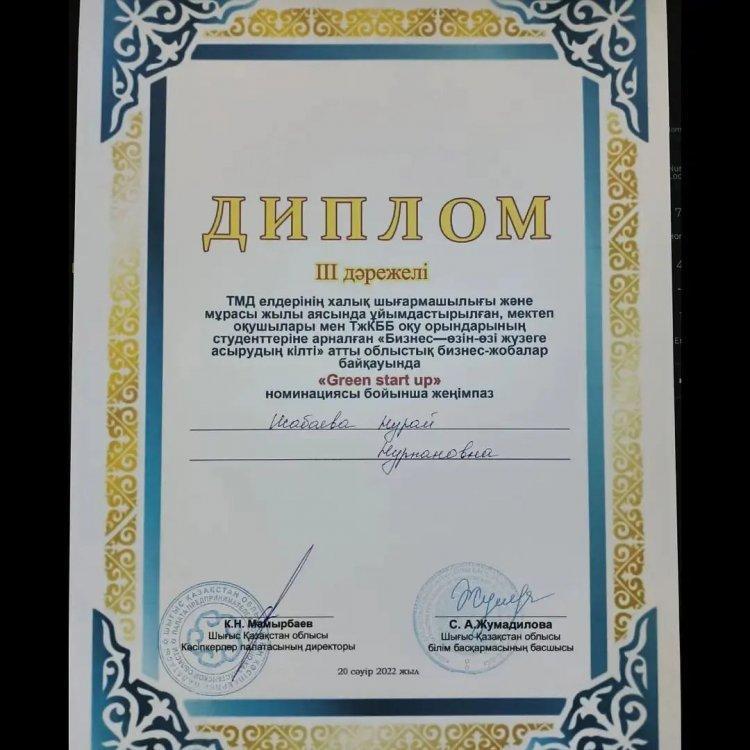 ДИПЛОМ
III дәрежелі
ТМД елдерінің халық шығармашылығы және
мұрасы жылы аясында ұйымдастырылған, мектеп
оқушылары мен ТжКББ оқу орындарының
студенттеріне арналған «Бизнес—өзін-өзі жүзеге
асырудың кілті» атты облыстық бизнес-жобалар
байқауында
«Green start up»
номинациясы бойынша жеңімпаз
Жабаева Нұрай
Нурлановна
К.Н. Мамырбаев
Шығыс Қазақстан облысы
Кәсіпкерлер палатасының директоры
С. А.Жумадилова
Шығыс Қазақстан облысы
білім басқармасының басшысы
20 сәуір 2022 жыл